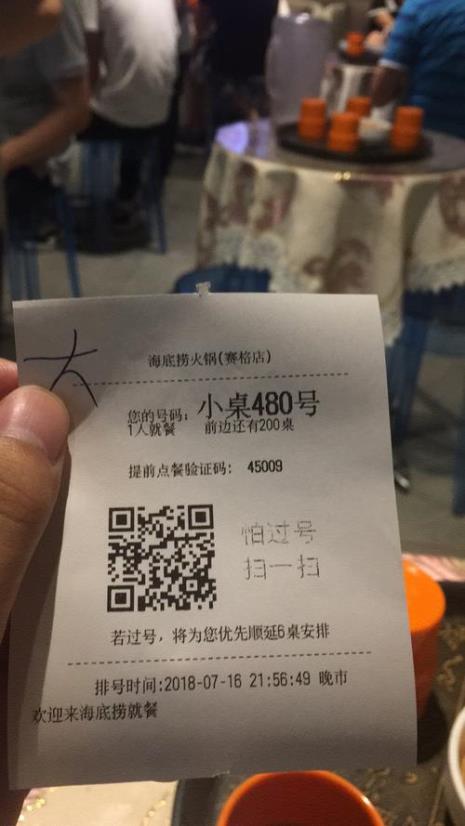 大
海底捞火锅(赛格店)
您的号码: 小桌480号
1人就餐 前边还有200桌
提前点餐验证码: 45009
怕过号
扫一扫
若过号,将为您优先顺延6桌安排
排号时间:2018-07-16 21:56:49 晚市
欢迎来海底捞就餐